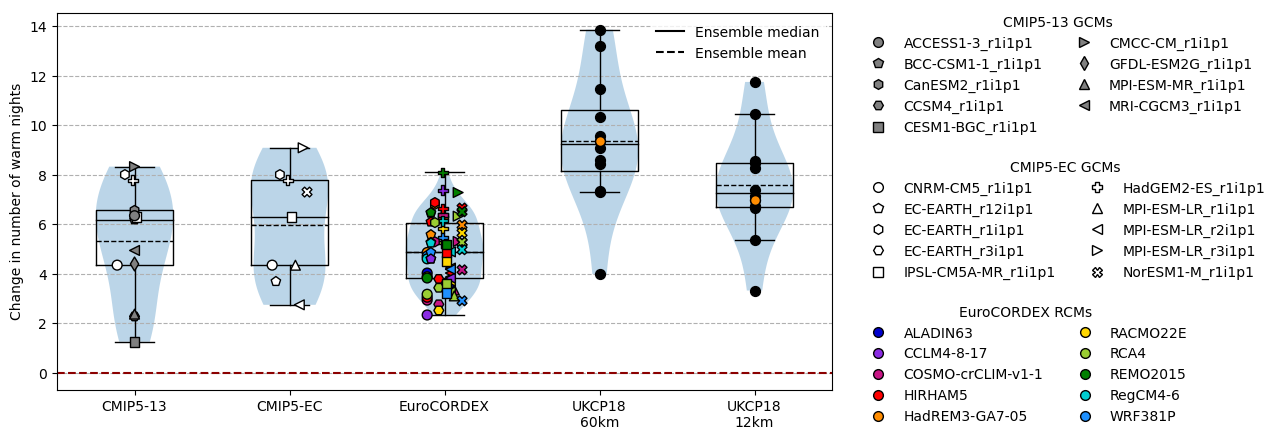 Change in number of warm nights
14
12
10
8
6
4
2
0
Ensemble median
Ensemble mean
CMIP5-13
CMIP5-EC
EuroCORDEX
UKCP18
60km
UKCP18
12km
CMIP5-13 GCMs
ACCESS1-3_r1i1p1
BCC-CSM1-1_r1i1p1
CanESM2_r1i1p1
CCSM4_r1i1p1
CESM1-BGC_r1i1p1
CMCC-CM_r1i1p1
GFDL-ESM2G_r1i1p1
MPI-ESM-MR_r1i1p1
MRI-CGCM3_r1i1p1
CMIP5-EC GCMs
CNRM-CM5_r1i1p1
EC-EARTH_r12i1p1
EC-EARTH_r1i1p1
EC-EARTH_r3i1p1
IPSL-CM5A-MR_r1i1p1
HadGEM2-ES_r1i1p1
MPI-ESM-LR_r1i1p1
MPI-ESM-LR_r2i1p1
MPI-ESM-LR_r3i1p1
NorESM1-M_r1i1p1
EuroCORDEX RCMs
ALADIN63
CCLM4-8-17
COSMO-crCLIM-v1-1
HIRHAM5
HadREM3-GA7-05
RACMO22E
RCA4
REMO2015
RegCM4-6
WRF381P